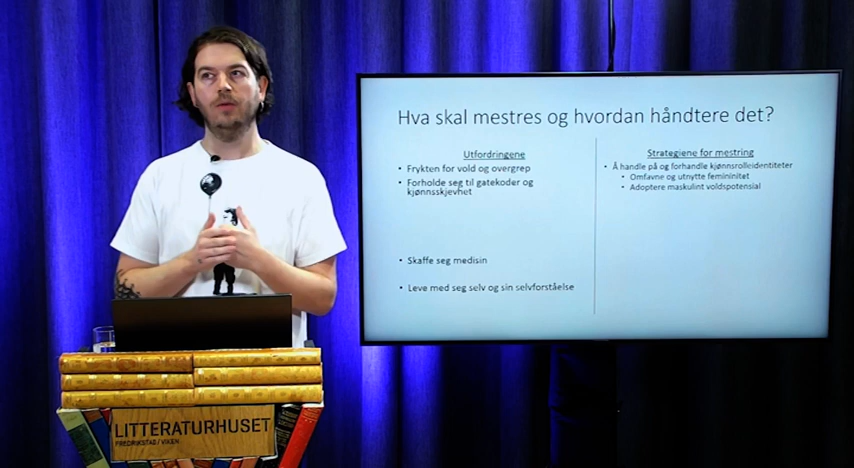 Hva skal mestres og hvordan håndtere det?
Utfordringene
• Frykten for vold og overgrep
• Forholde seg til gatekoder og
kjønnsskjevhet
• Skaffe seg medisin
• Leve med seg selv og sin selvforståelse
Strategiene for mestring
• Å handle på og forhandle kjønnsrolleidentiteter
• Omfavne og utnytte femininitet
• Adoptere maskulint voldspotensial
LITTERATURHUSET
FREDRIKSTAD/VIKEN